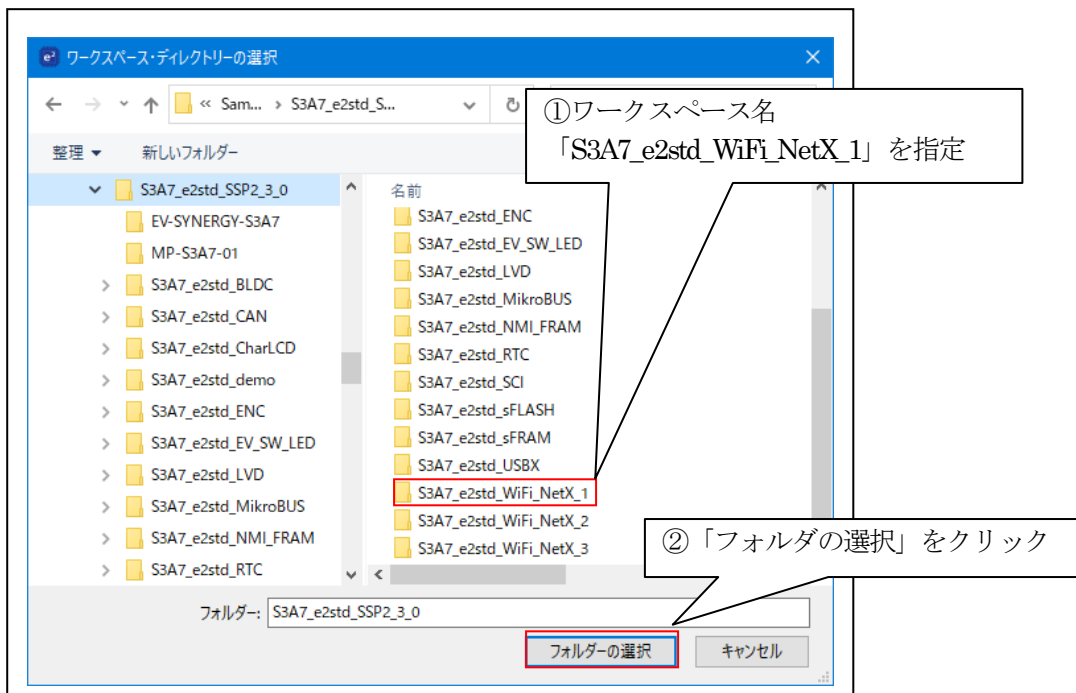 ワークスペース・ディレクトリーの選択
« Sam... › S3A7_e2std_S...
①ワークスペース名
「S3A7_e2std_WiFi_NetX_1」を指定
整理 新しいフォルダー
S3A7_e2std_SSP2_3_0
EV-SYNERGY-S3A7
MP-S3A7-01
S3A7_e2std_BLDC
S3A7_e2std_CAN
S3A7_e2std_CharLCD
S3A7_e2std_demo
S3A7_e2std_ENC
S3A7_e2std_EV_SW_LED
S3A7_e2std_LVD
S3A7_e2std_MikroBUS
S3A7_e2std_NMI_FRAM
S3A7_e2std_RTC
名前
S3A7_e2std_ENC
S3A7_e2std_EV_SW_LED
S3A7_e2std_LVD
S3A7_e2std_MikroBUS
S3A7_e2std_NMI_FRAM
S3A7_e2std_RTC
S3A7_e2std_SCI
S3A7_e2std_sFLASH
S3A7_e2std_sFRAM
S3A7_e2std_USBX
S3A7_e2std_WiFi_NetX_1
S3A7_e2std_WiFi_NetX_2
S3A7_e2std_WiFi_NetX_3
②「フォルダの選択」をクリック
フォルダー: S3A7_e2std_SSP2_3_0
フォルダーの選択 キャンセル